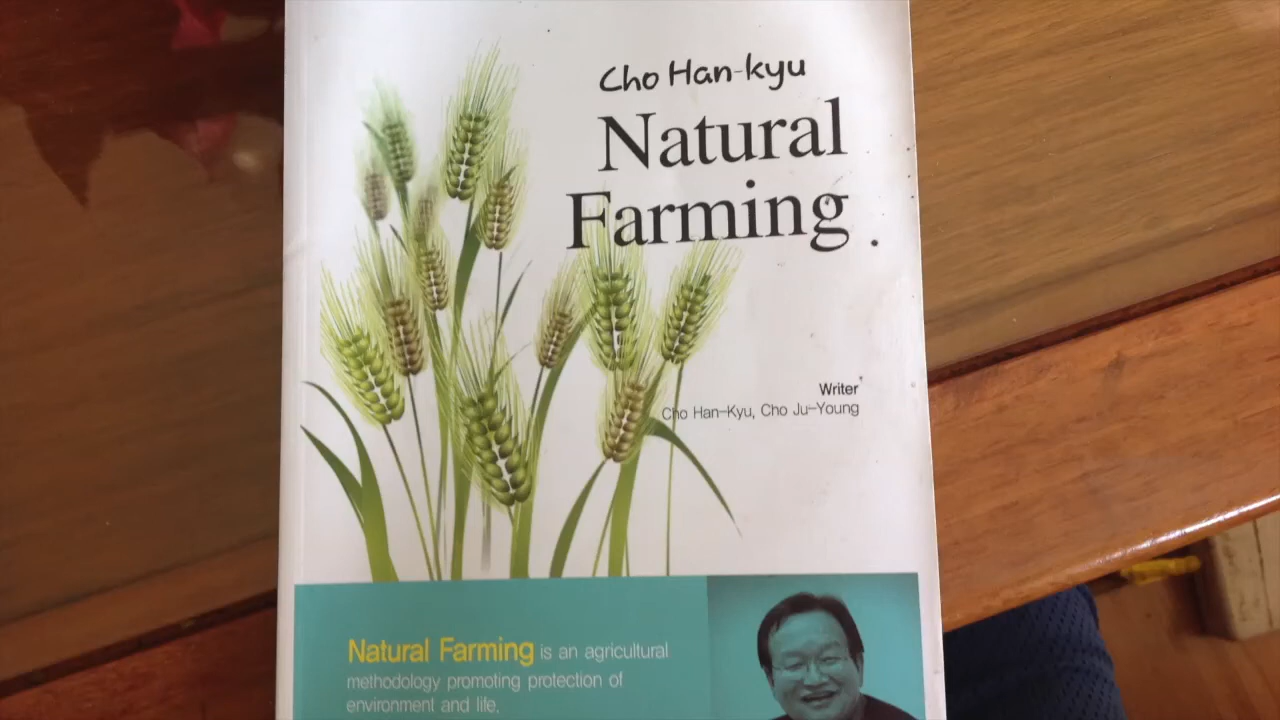 Cho Han-kyu
Natural
Farming
Writer
Cho Han-Kyu, Cho Ju-Young
Natural Farming is an agricultural
methodology promoting protection of
environment and life.